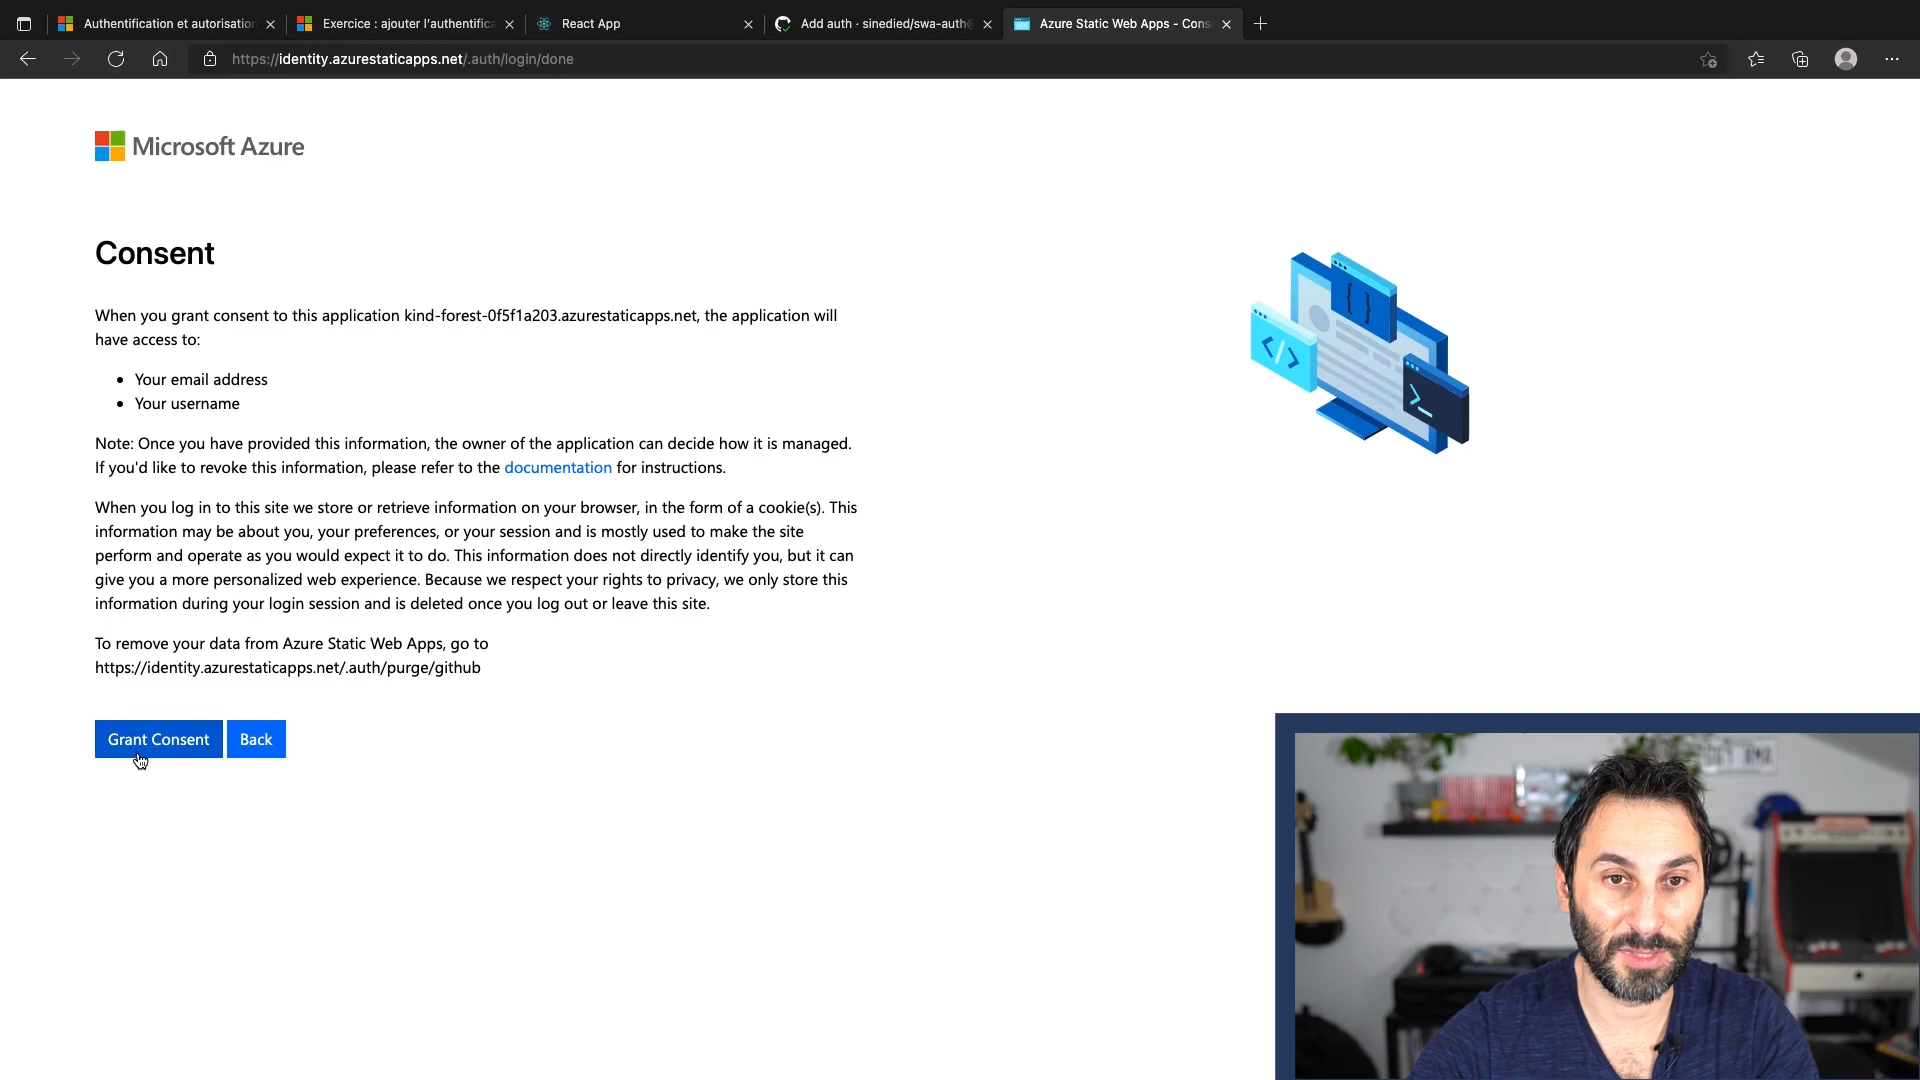 Authentification et autorisation
Exercice : ajouter l'authentifica
React App
Add auth · sinedied/swa-auth@
Azure Static Web Apps - Cons
https://identity.azurestaticapps.net/.auth/login/done
Microsoft Azure
Consent
When you grant consent to this application kind-forest-0f5f1a203.azurestaticapps.net, the application will
have access to:
• Your email address
• Your username
Note: Once you have provided this information, the owner of the application can decide how it is managed.
If you'd like to revoke this information, please refer to the documentation for instructions.
When you log in to this site we store or retrieve information on your browser, in the form of a cookie(s). This
information may be about you, your preferences, or your session and is mostly used to make the site
perform and operate as you would expect it to do. This information does not directly identify you, but it can
give you a more personalized web experience. Because we respect your rights to privacy, we only store this
information during your login session and is deleted once you log out or leave this site.
To remove your data from Azure Static Web Apps, go to
https://identity.azurestaticapps.net/.auth/purge/github
Grant Consent
Back